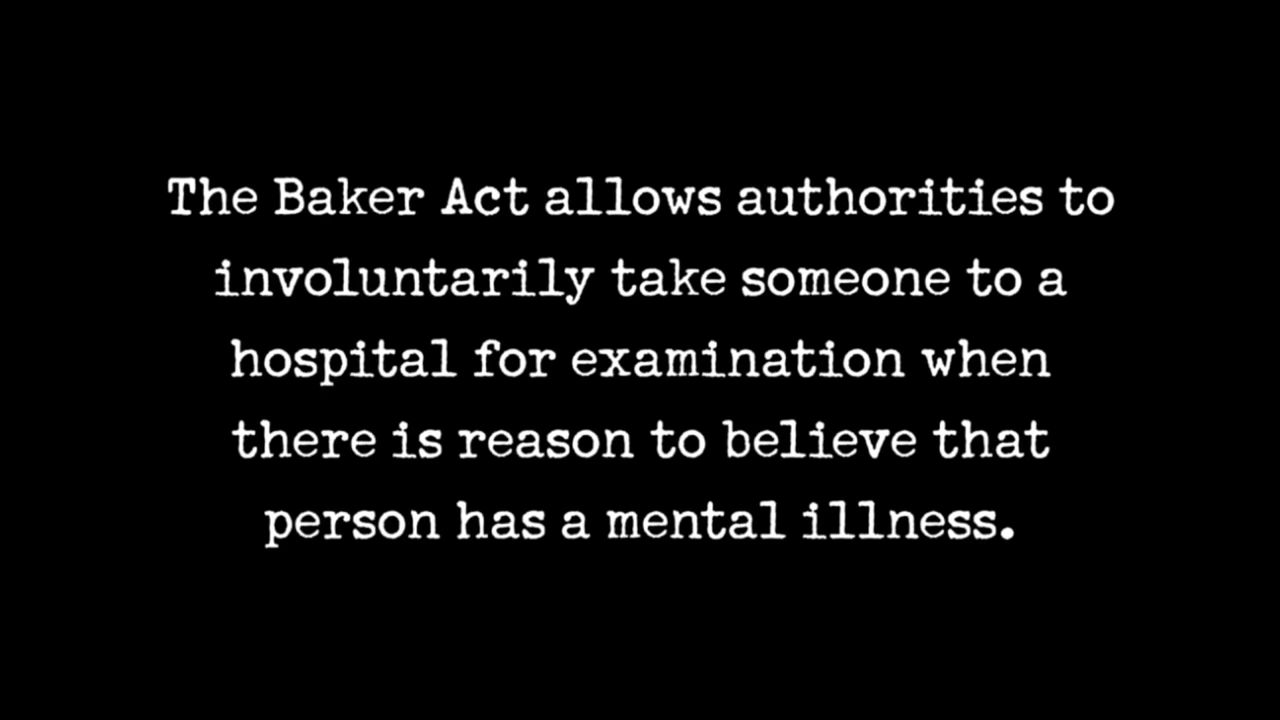 The Baker Act allows authorities to
involuntarily take someone to a
hospital for examination when
there is reason to believe that
person has a mental illness.